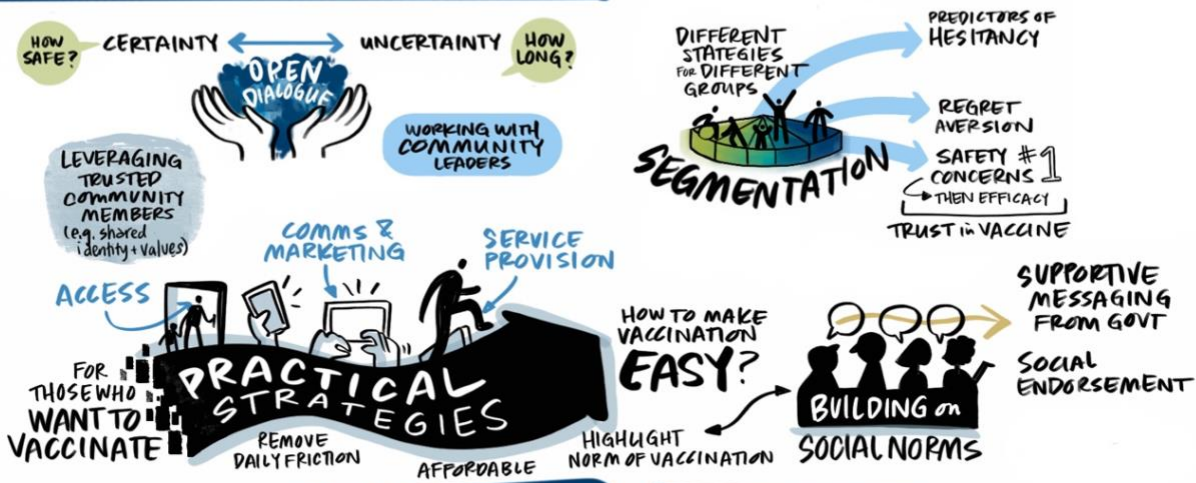 HOW
SAFE?
CERTAINTY
UNCERTAINTY
HOW
LONG?
OPEN
DIALOGUE
WORKING WITH
COMMUNITY
LEADERS
LEVERAGING
TRUSTED
COMMUNITY
MEMBERS
(e.g. shared
identity + values)
DIFFERENT
STATEGIES
FOR DIFFERENT
GROUPS
SEGMENTATION
PREDICTORS OF
HESITANCY
REGRET
AVERSION
SAFETY #1
CONCERNS
THEN EFFICACY
TRUST in VACCINE
ACCESS
COMMS &
MARKETING
SERVICE
PROVISION
FOR
THOSE WHO
WANT TO
VACCINATE
PRACTICAL
STRATEGIES
REMOVE
DAILY FRICTION
AFFORDABLE
HOW TO MAKE
VACCINATION
EASY?
HIGHLIGHT
NORM OF VACCINATION
BUILDING on
SOCIAL NORMS
SUPPORTIVE
MESSAGING
FROM GOVT
SOCIAL
ENDORSEMENT